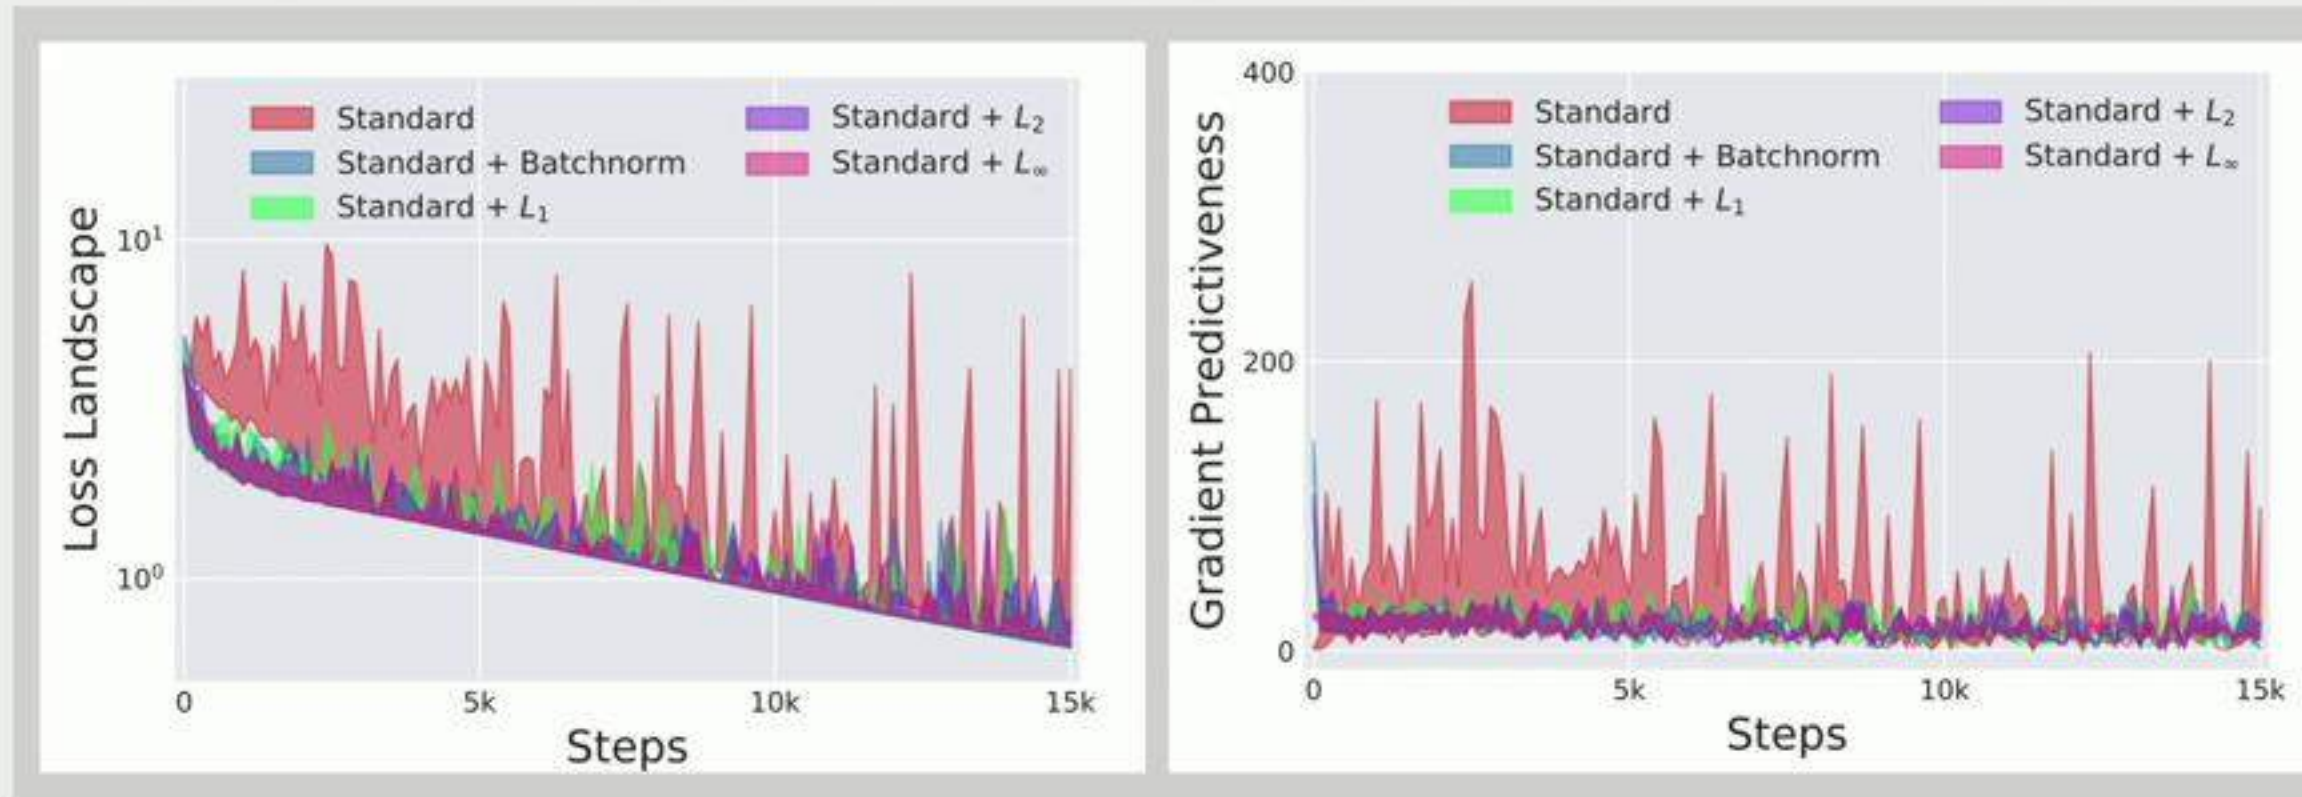 Standard
Standard + Batchnorm
Standard + L₁
Standard + L₂
Standard + L∞
Loss Landscape
10¹
10⁰
0 5k 10k 15k
Steps
400
200
0
Gradient Predictiveness
Standard
Standard + Batchnorm
Standard + L₁
Standard + L₂
Standard + L∞
0 5k 10k 15k
Steps